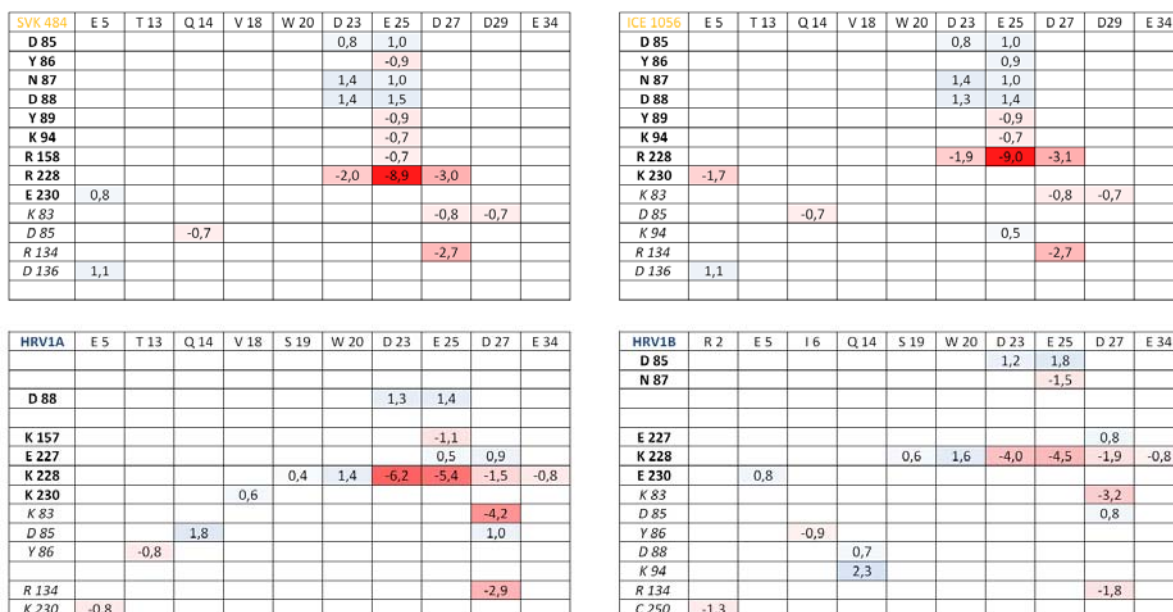 SVK 484 E 5 T 13 Q 14 V 18 W 20 D 23 E 25 D 27 D29 E 34
D 85 0,8 1,0
Y 86 -0,9
N 87 1,4 1,0
D 88 1,4 1,5
Y 89 -0,9
K 94 -0,7
R 158 -0,7
R 228 -2,0 -8,9 -3,0
E 230 0,8
K 83 -0,8 -0,7
D 85 -0,7
R 134 -2,7
D 136 1,1
ICE 1056 E 5 T 13 Q 14 V 18 W 20 D 23 E 25 D 27 D29 E 34
D 85 0,8 1,0
Y 86 0,9
N 87 1,4 1,0
D 88 1,3 1,4
Y 89 -0,9
K 94 -0,7
R 228 -1,9 -9,0 -3,1
K 230 -1,7
K 83 -0,8 -0,7
D 85 -0,7
K 94 0,5
R 134 -2,7
D 136 1,1
HRV1A E 5 T 13 Q 14 V 18 S 19 W 20 D 23 E 25 D 27 E 34
D 88 1,3 1,4
K 157 -1,1
E 227 0,5 0,9
K 228 0,4 1,4 -6,2 -5,4 -1,5 -0,8
K 230 0,6
K 83 -4,2
D 85 1,8 1,0
Y 86 -0,8
R 134 -2,9
K 230 -0,8
HRV1B R 2 E 5 I 6 Q 14 S 19 W 20 D 23 E 25 D 27 E 34
D 85 1,2 1,8
N 87 -1,5
E 227 0,8
K 228 0,6 1,6 -4,0 -4,5 -1,9 -0,8
E 230 0,8
K 83 -3,2
D 85 0,8
Y 86 -0,9
D 88 0,7
K 94 2,3
R 134 -1,8
C 250 -1,3